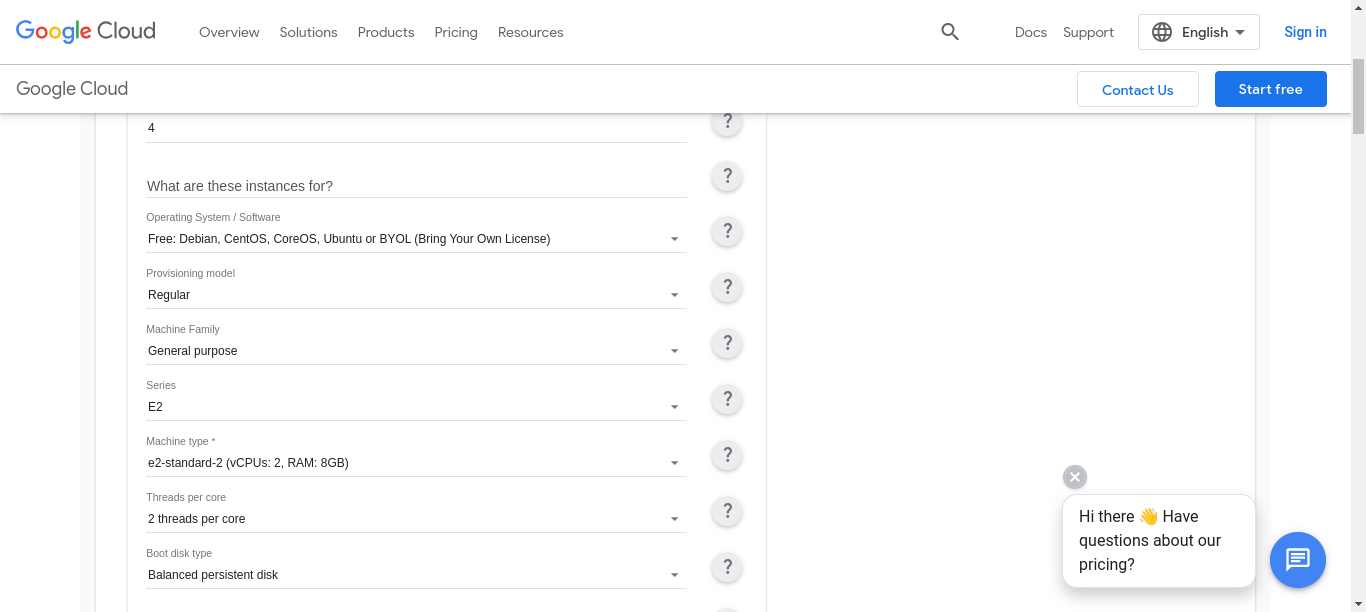 Google Cloud
Overview
Solutions
Products
Pricing
Resources
Docs
Support
English
Sign in
Google Cloud
Contact Us
Start free
4
?
What are these instances for?
?
Operating System / Software
Free: Debian, CentOS, CoreOS, Ubuntu or BYOL (Bring Your Own License)
?
Provisioning model
Regular
?
Machine Family
General purpose
?
Series
E2
?
Machine type *
e2-standard-2 (vCPUs: 2, RAM: 8GB)
?
Threads per core
2 threads per core
?
Boot disk type
Balanced persistent disk
?
Hi there 👋 Have
questions about our
pricing?